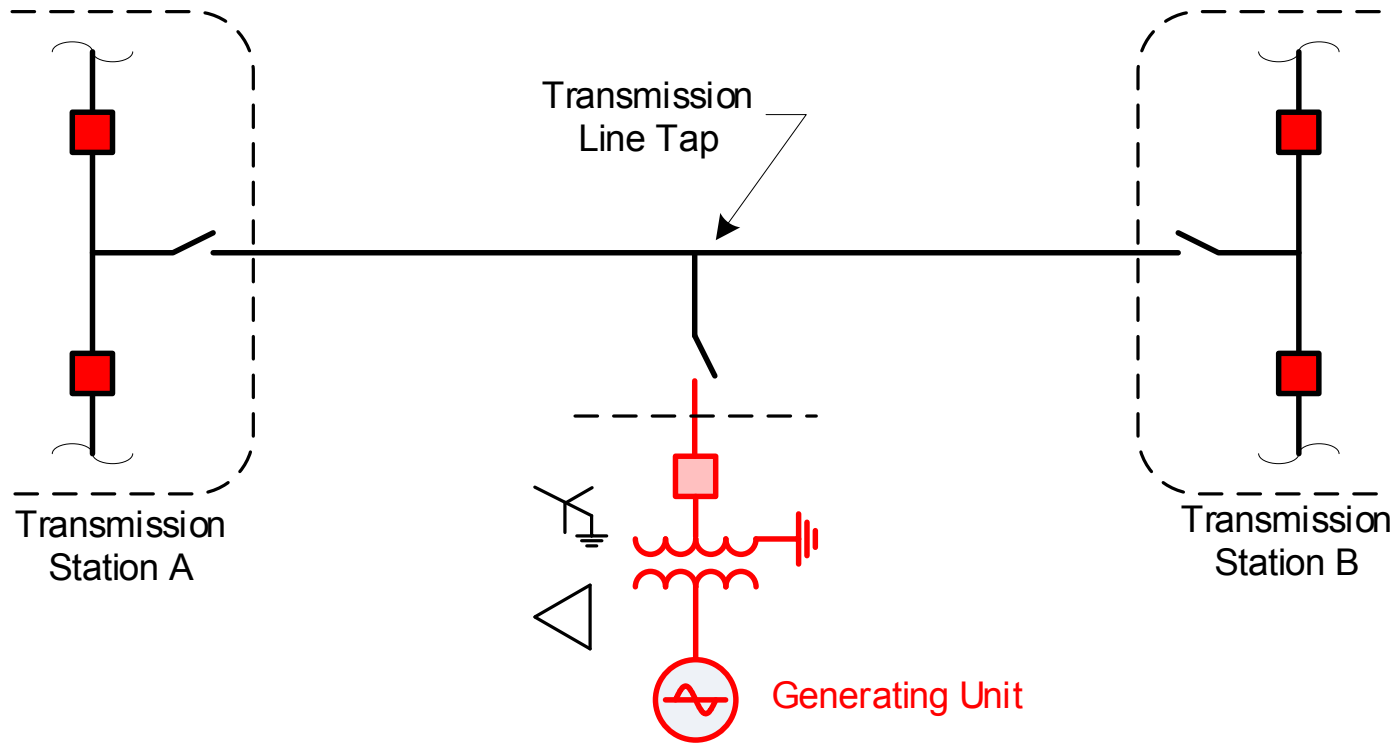 Transmission
Line Tap
Transmission
Station A
Transmission
Station B
Generating Unit